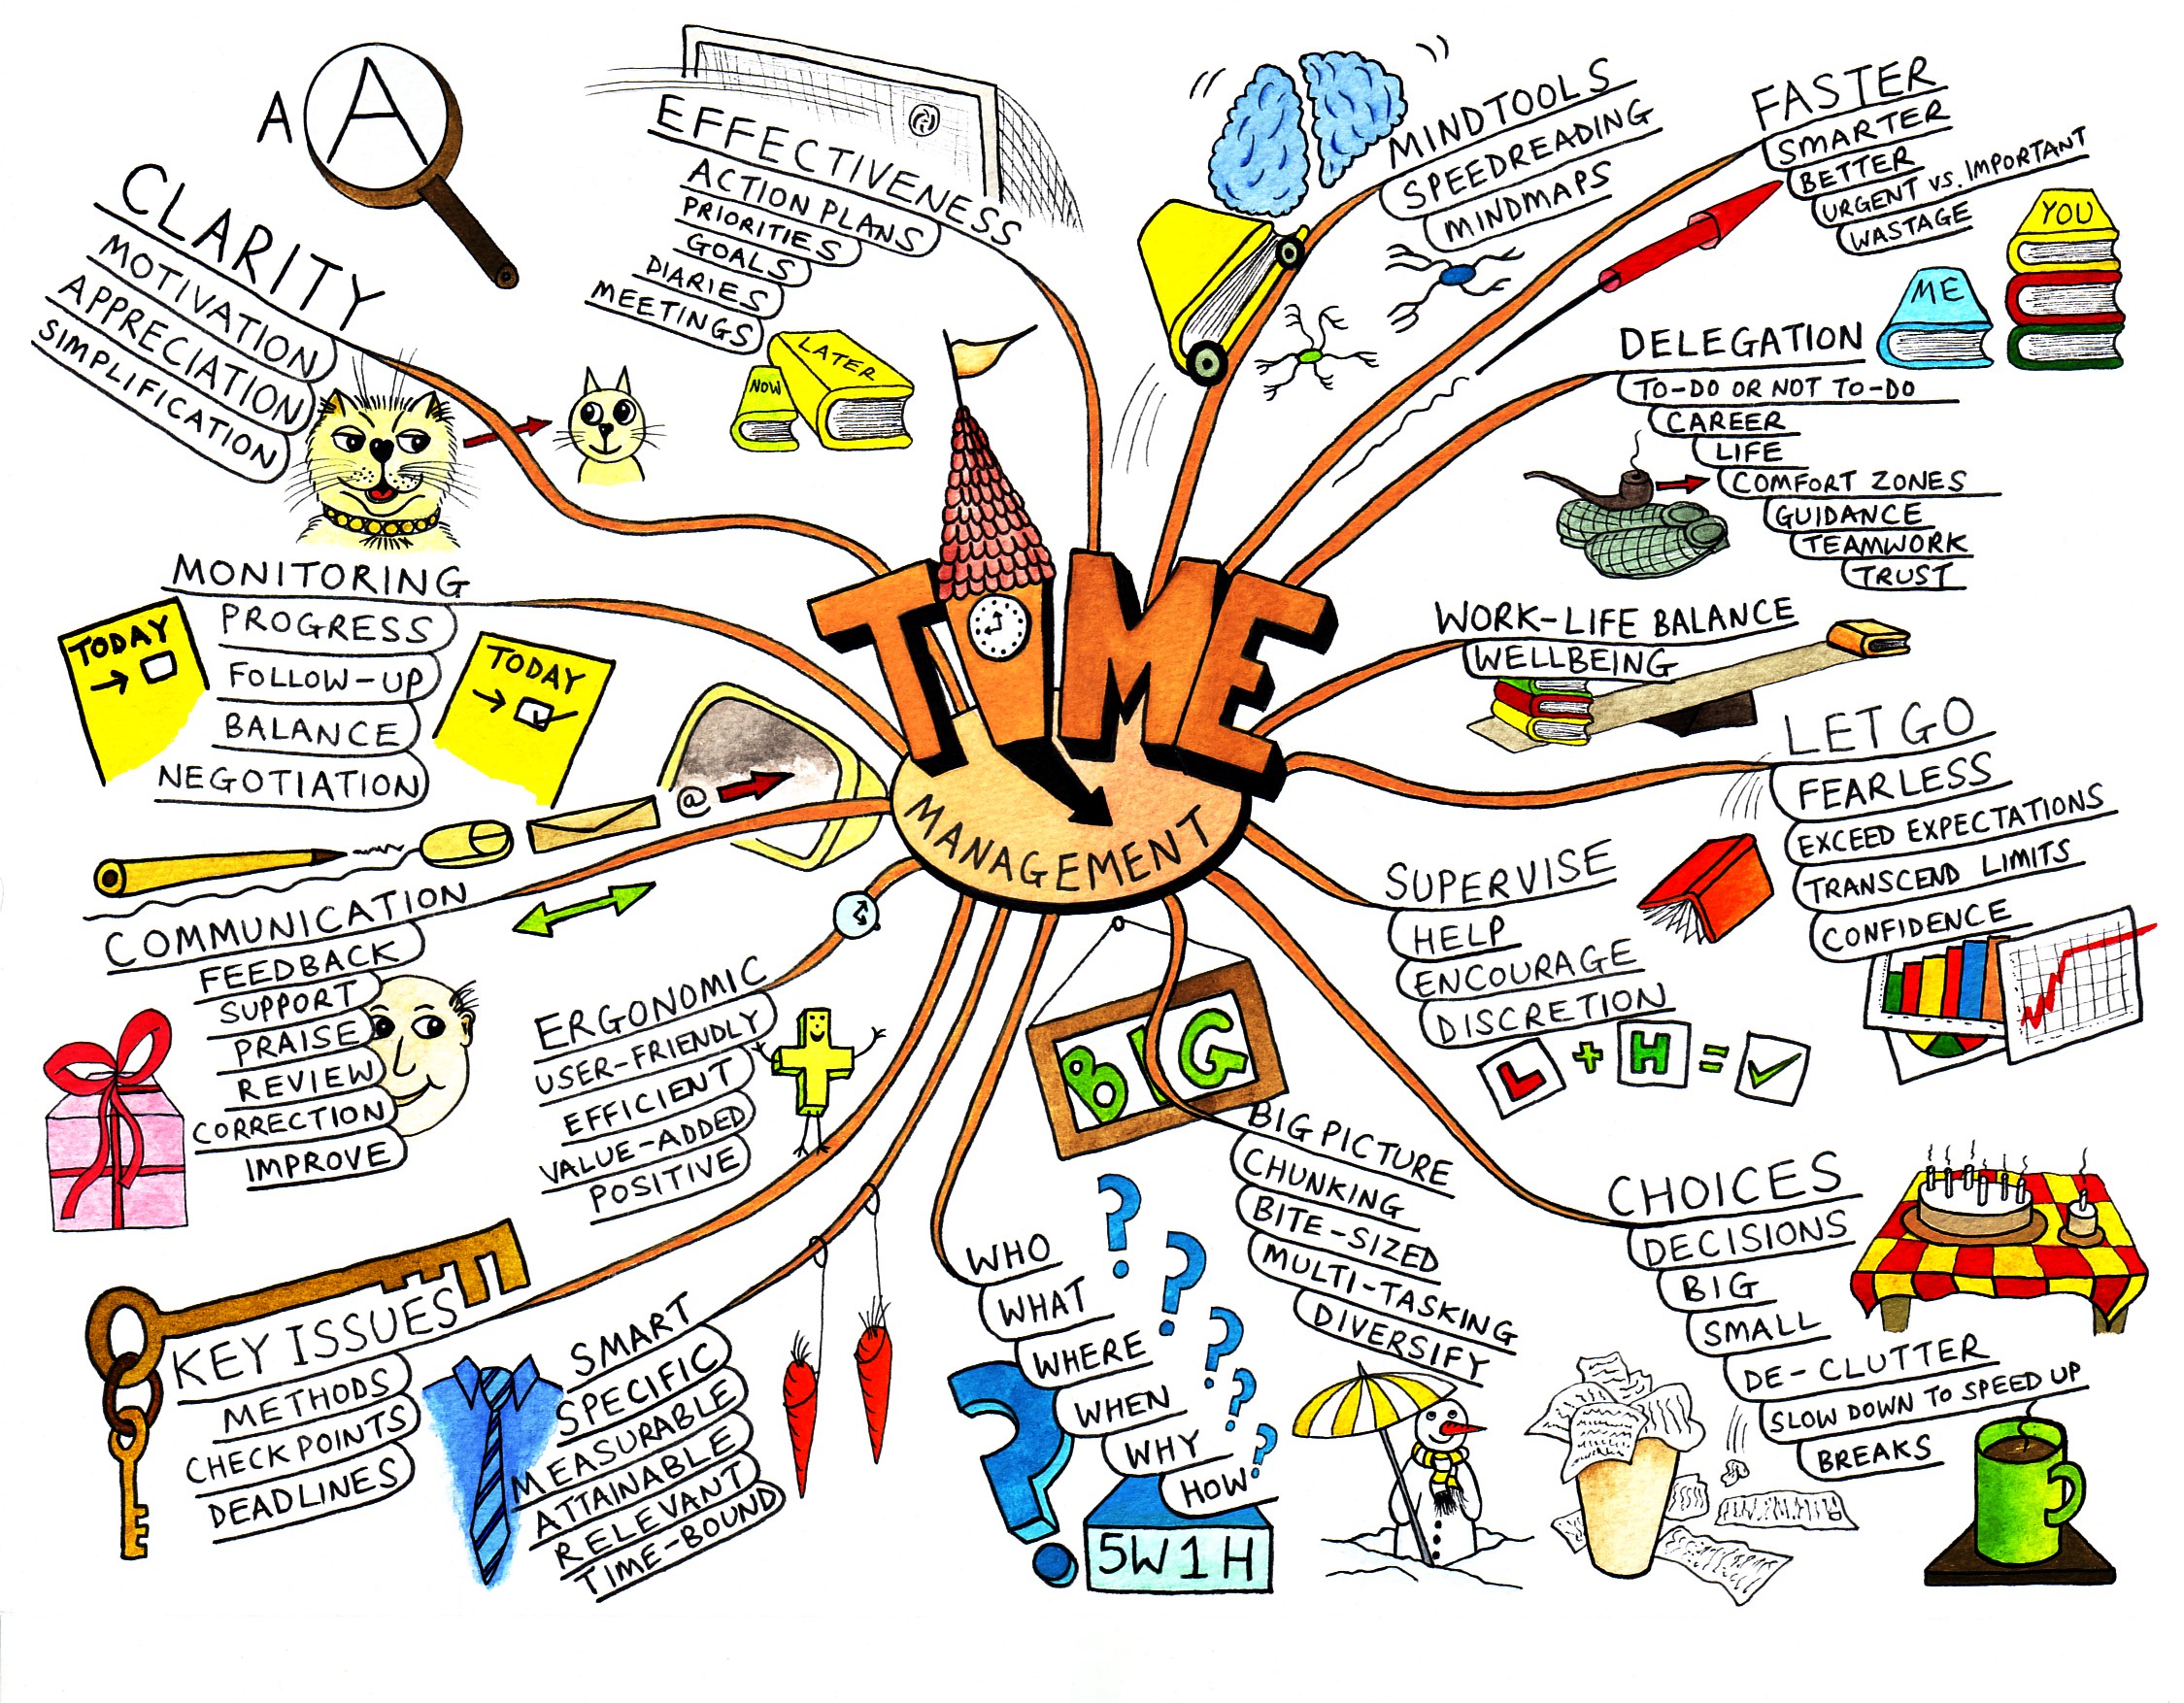 TIME
MANAGEMENT
A
A
CLARITY
MOTIVATION
APPRECIATION
SIMPLIFICATION
EFFECTIVENESS
ACTION PLANS
PRIORITIES
GOALS
DIARIES
MEETINGS
NOW
LATER
MINDTOOLS
SPEEDREADING
MINDMAPS
FASTER
SMARTER
BETTER
URGENT VS. IMPORTANT
WASTAGE
YOU
ME
DELEGATION
TO-DO OR NOT TO-DO
CAREER
LIFE
COMFORT ZONES
GUIDANCE
TEAMWORK
TRUST
WORK-LIFE BALANCE
WELLBEING
LET GO
FEARLESS
EXCEED EXPECTATIONS
TRANSCEND LIMITS
CONFIDENCE
SUPERVISE
HELP
ENCOURAGE
DISCRETION
L + H = ✓
CHOICES
DECISIONS
BIG
SMALL
DE-CLUTTER
SLOW DOWN TO SPEED UP
BREAKS
BIG
BIG PICTURE
CHUNKING
BITE-SIZED
MULTI-TASKING
DIVERSIFY
WHO
WHAT
WHERE
WHEN
WHY
HOW
? ? ? ? ?
?
5W1H
SMART
SPECIFIC
MEASURABLE
ATTAINABLE
RELEVANT
TIME-BOUND
KEY ISSUES
METHODS
CHECKPOINTS
DEADLINES
ERGONOMIC
USER-FRIENDLY
EFFICIENT
VALUE-ADDED
POSITIVE
COMMUNICATION
FEEDBACK
SUPPORT
PRAISE
REVIEW
CORRECTION
IMPROVE
@
MONITORING
PROGRESS
FOLLOW-UP
BALANCE
NEGOTIATION
TODAY
→ ☐
TODAY
→ ☑